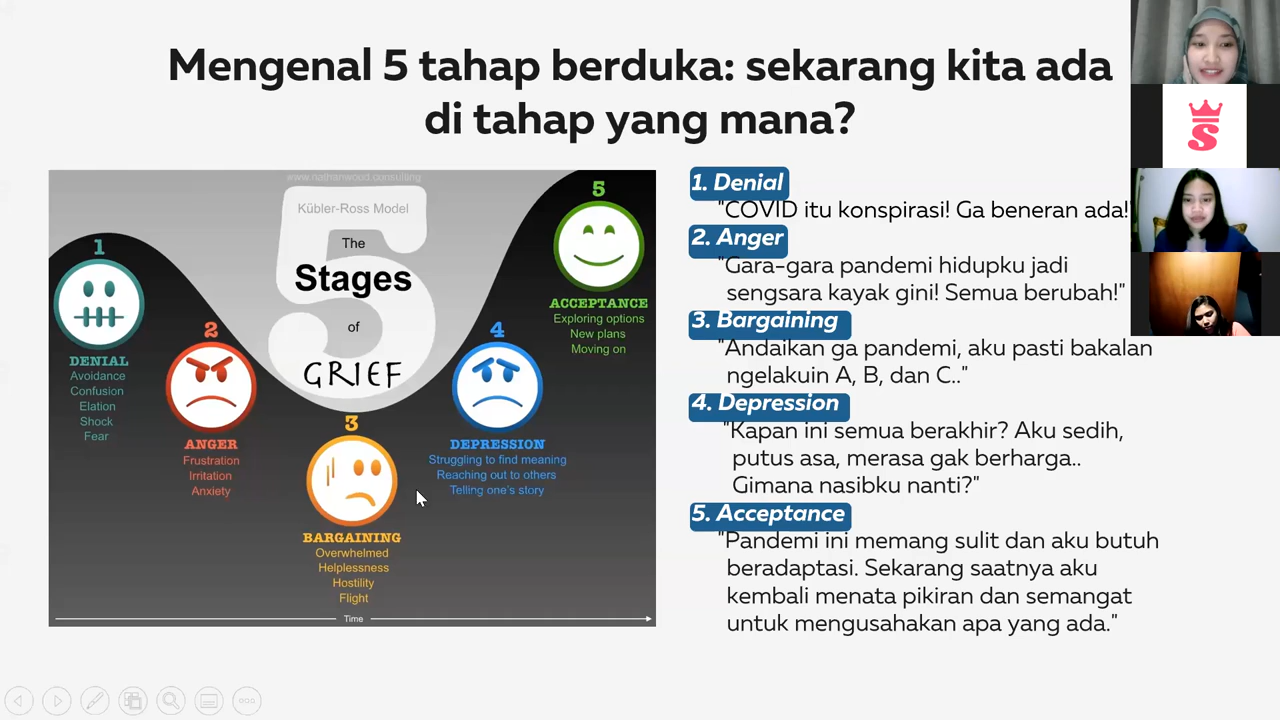 Mengenal 5 tahap berduka: sekarang kita ada
di tahap yang mana?
www.nathanwood.consulting
5
Kübler-Ross Model
The
Stages
of
GRIEF
1
DENIAL
Avoidance
Confusion
Elation
Shock
Fear
2
ANGER
Frustration
Irritation
Anxiety
3
BARGAINING
Overwhelmed
Helplessness
Hostility
Flight
4
DEPRESSION
Struggling to find meaning
Reaching out to others
Telling one's story
5
ACCEPTANCE
Exploring options
New plans
Moving on
Time
1. Denial
"COVID itu konspirasi! Ga beneran ada!"
2. Anger
"Gara-gara pandemi hidupku jadi
sengsara kayak gini! Semua berubah!"
3. Bargaining
"Andaikan ga pandemi, aku pasti bakalan
ngelakuin A, B, dan C.."
4. Depression
"Kapan ini semua berakhir? Aku sedih,
putus asa, merasa gak berharga..
Gimana nasibku nanti?"
5. Acceptance
"Pandemi ini memang sulit dan aku butuh
beradaptasi. Sekarang saatnya aku
kembali menata pikiran dan semangat
untuk mengusahakan apa yang ada."
S